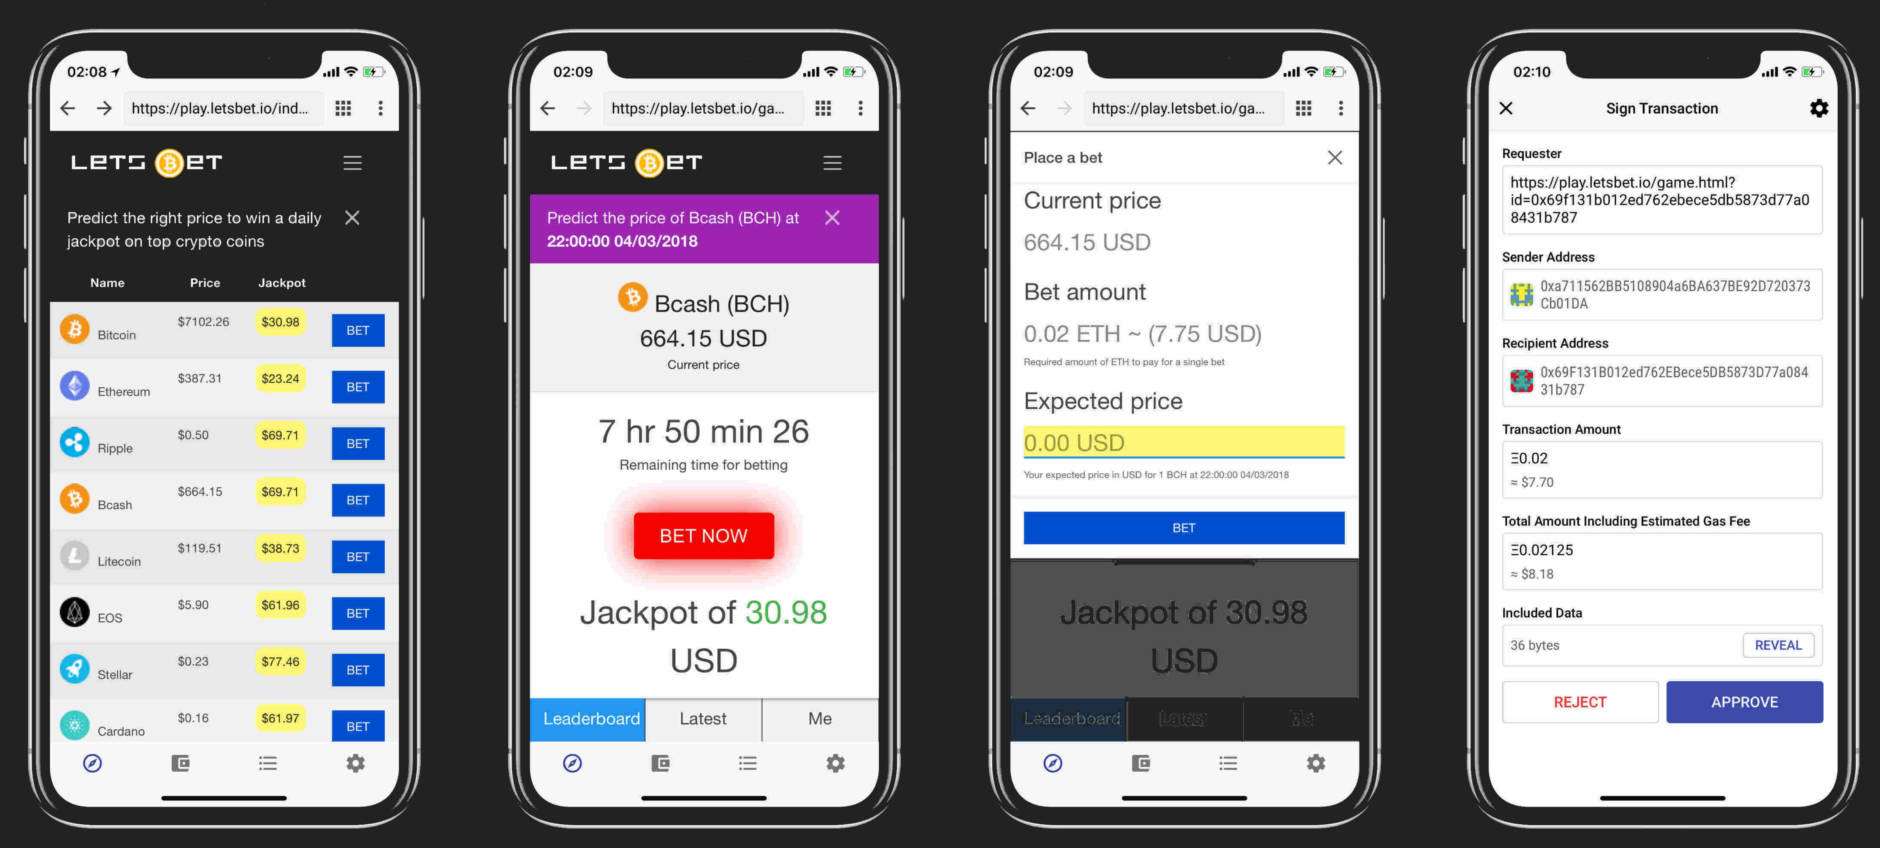 02:08
https://play.letsbet.io/ind...
LETS BET
Predict the right price to win a daily
jackpot on top crypto coins
Name Price Jackpot
Bitcoin $7102.26 $30.98 BET
Ethereum $387.31 $23.24 BET
Ripple $0.50 $69.71 BET
Bcash $664.15 $69.71 BET
Litecoin $119.51 $38.73 BET
EOS $5.90 $61.96 BET
Stellar $0.23 $77.46 BET
Cardano $0.16 $61.97 BET
02:09
https://play.letsbet.io/ga...
LETS BET
Predict the price of Bcash (BCH) at
22:00:00 04/03/2018
Bcash (BCH)
664.15 USD
Current price
7 hr 50 min 26
Remaining time for betting
BET NOW
Jackpot of 30.98
USD
Leaderboard Latest Me
02:09
https://play.letsbet.io/ga...
Place a bet
Current price
664.15 USD
Bet amount
0.02 ETH ~ (7.75 USD)
Required amount of ETH to pay for a single bet
Expected price
0.00 USD
Your expected price in USD for 1 BCH at 22:00:00 04/03/2018
BET
Jackpot of 30.98
USD
Leaderboard Latest Me
02:10
Sign Transaction
Requester
https://play.letsbet.io/game.html?
id=0x69f131b012ed762ebece5db5873d77a0
8431b787
Sender Address
0xa711562BB5108904a6BA637BE92D720373
Cb01DA
Recipient Address
0x69F131B012ed762EBece5DB5873D77a084
31b787
Transaction Amount
Ξ0.02
≈ $7.70
Total Amount Including Estimated Gas Fee
Ξ0.02125
≈ $8.18
Included Data
36 bytes REVEAL
REJECT APPROVE